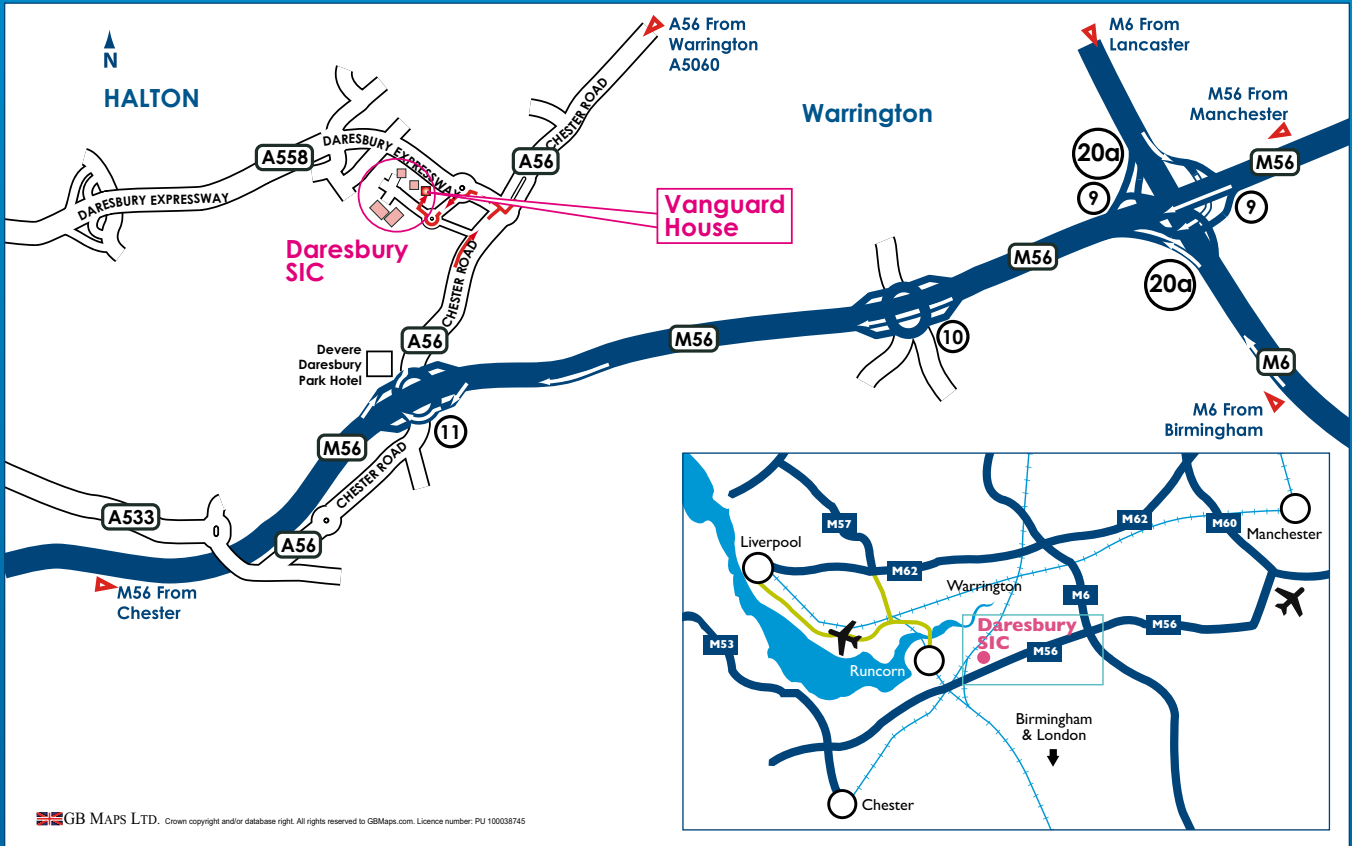 N
HALTON
A56 From
Warrington
A5060
M6 From
Lancaster
M56 From
Manchester
Warrington
A558
DARESBURY EXPRESSWAY
DARESBURY EXPRESSWAY
CHESTER ROAD
A56
20a
9
M56
9
Vanguard
House
Daresbury
SIC
CHESTER ROAD
M56
20a
A56
M56
10
Devere
Daresbury
Park Hotel
M6
M6 From
Birmingham
11
M56
CHESTER ROAD
A533
A56
M56 From
Chester
M57
M62
M60
Manchester
Liverpool
M62
Warrington
M6
Daresbury
SIC
M56
M56
M53
Runcorn
Birmingham
& London
Chester
GB MAPS LTD. Crown copyright and/or database right. All rights reserved to GBMaps.com. Licence number: PU 100038745